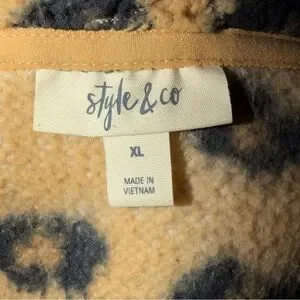 style & co
XL
MADE IN
VIETNAM